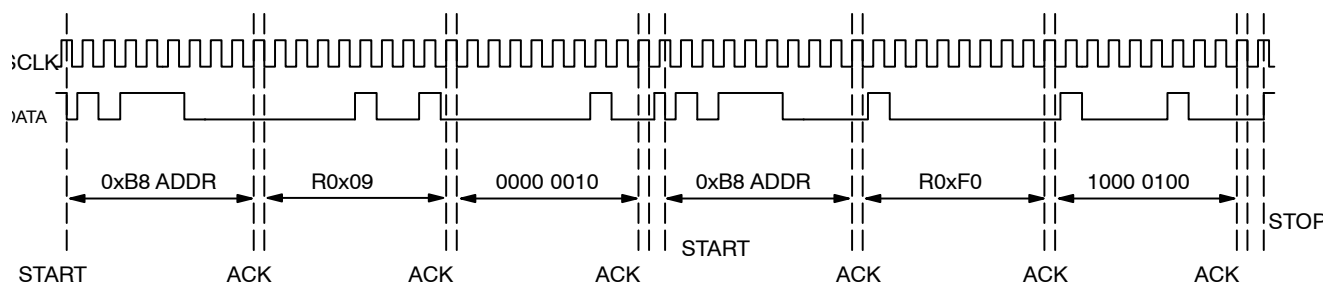 SCLK
DATA
0xB8 ADDR R0x09 0000 0010 0xB8 ADDR R0xF0 1000 0100
STOP
START
START ACK ACK ACK ACK ACK ACK